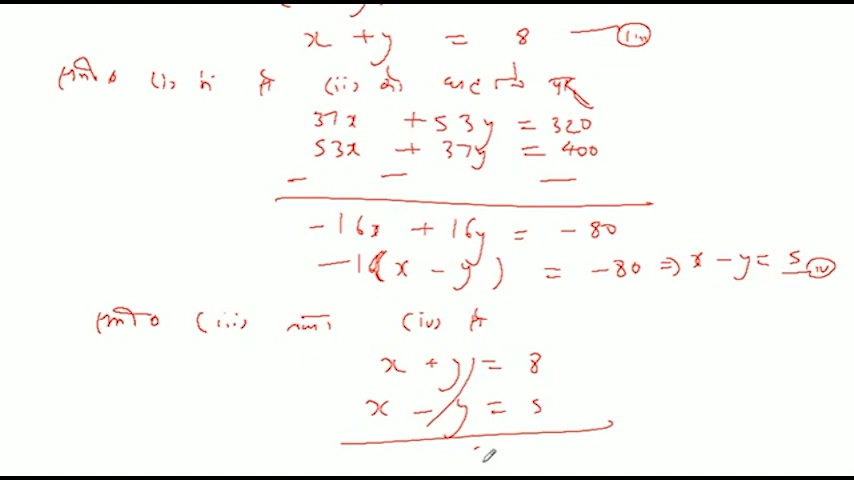 x + y = 8 (iii)
समी० (i) में से (ii) को घटाने पर
37x + 53y = 320
53x + 37y = 400
– – –
-16x + 16y = -80
-16(x - y) = -80 ⇒ x - y = 5 (iv)
समी० (iii) तथा (iv) से
x + y = 8
x - y = 5